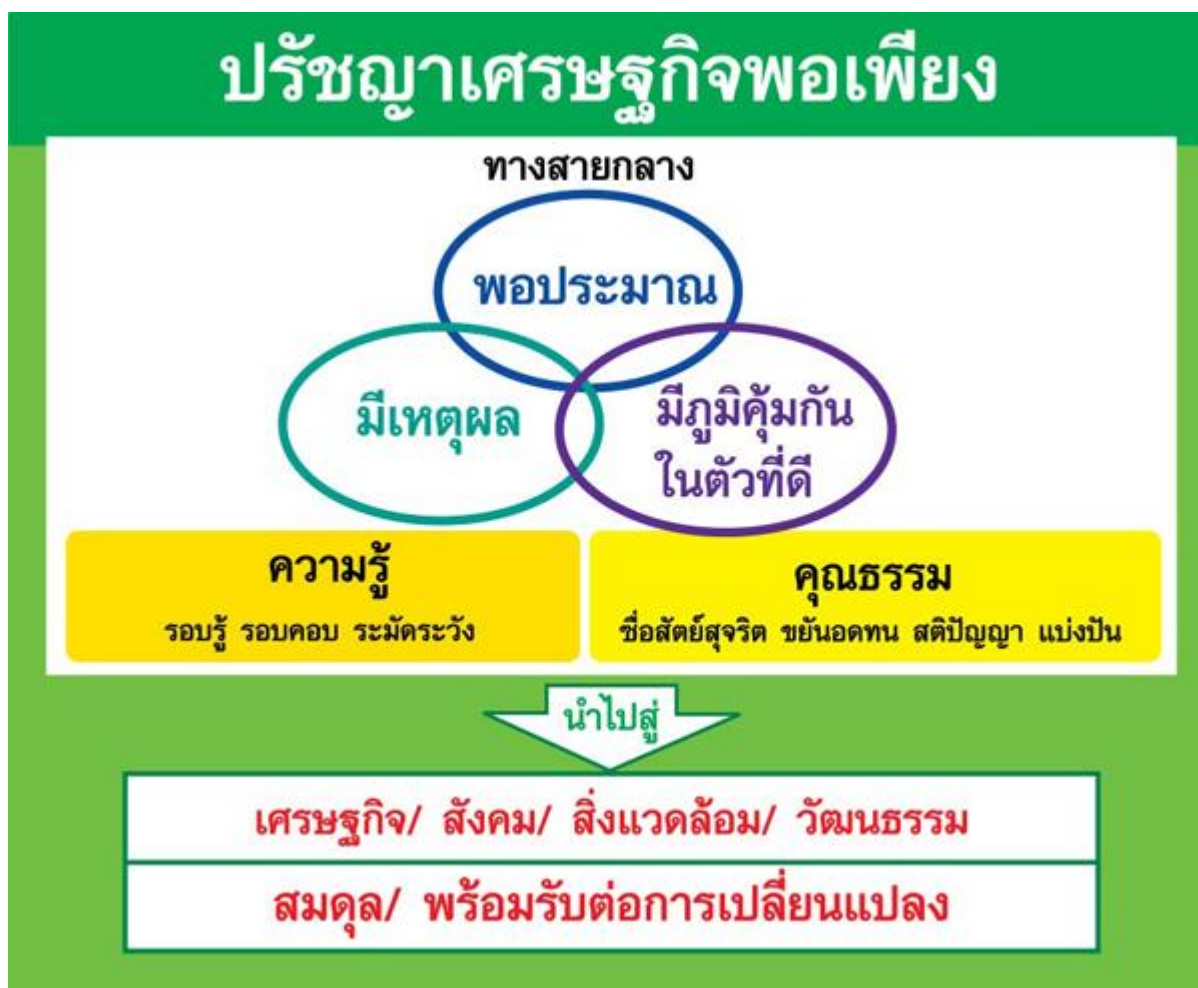 ปรัชญาเศรษฐกิจพอเพียง
ทางสายกลาง
พอประมาณ
มีเหตุผล
มีภูมิคุ้มกัน
ในตัวที่ดี
ความรู้
รอบรู้ รอบคอบ ระมัดระวัง
คุณธรรม
ซื่อสัตย์สุจริต ขยันอดทน สติปัญญา แบ่งปัน
นำไปสู่
เศรษฐกิจ/ สังคม/ สิ่งแวดล้อม/ วัฒนธรรม
สมดุล/ พร้อมรับต่อการเปลี่ยนแปลง